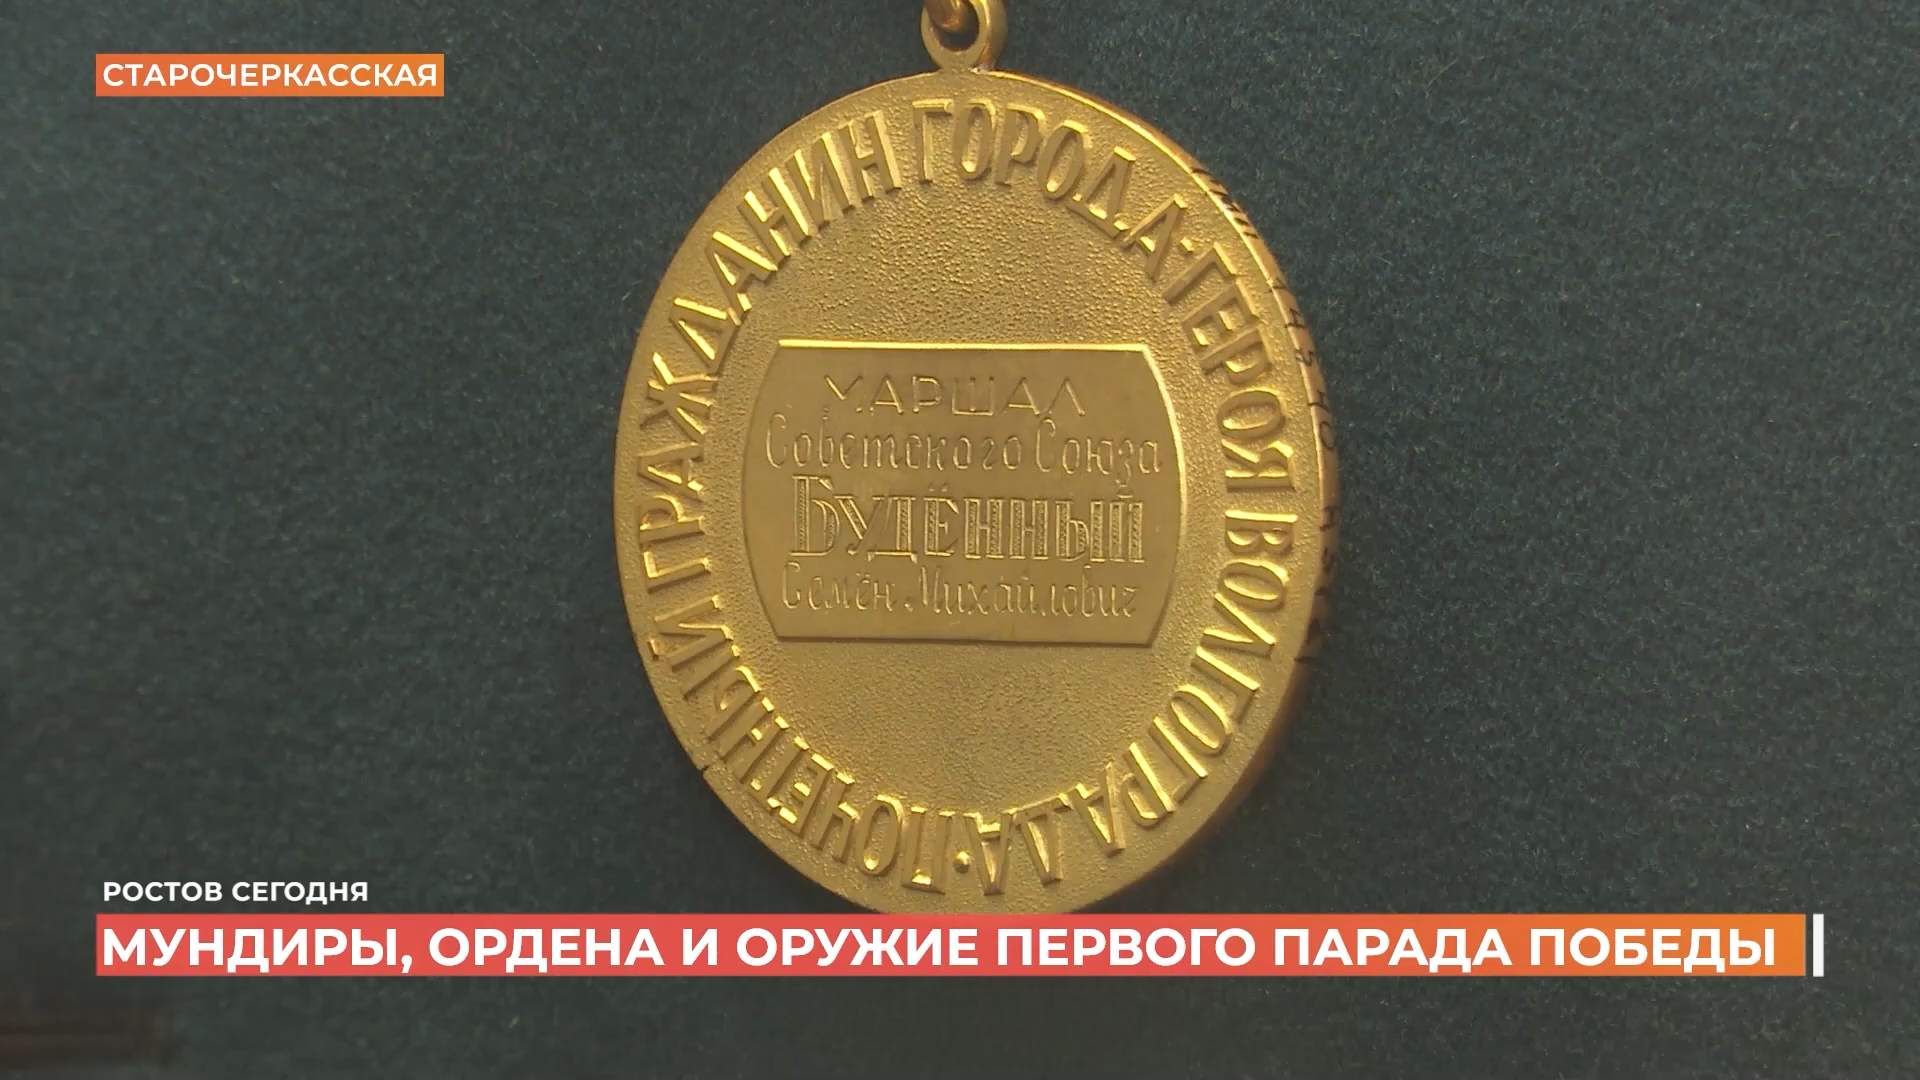 СТАРОЧЕРКАССКАЯ
ПОЧЕТНЫЙ ГРАЖДАНИН ГОРОДА-ГЕРОЯ ВОЛГОГРАДА·
МАРШАЛ
Советского Союза
БУДЁННЫЙ
Семён Михайлович
РОСТОВ СЕГОДНЯ
МУНДИРЫ, ОРДЕНА И ОРУЖИЕ ПЕРВОГО ПАРАДА ПОБЕДЫ